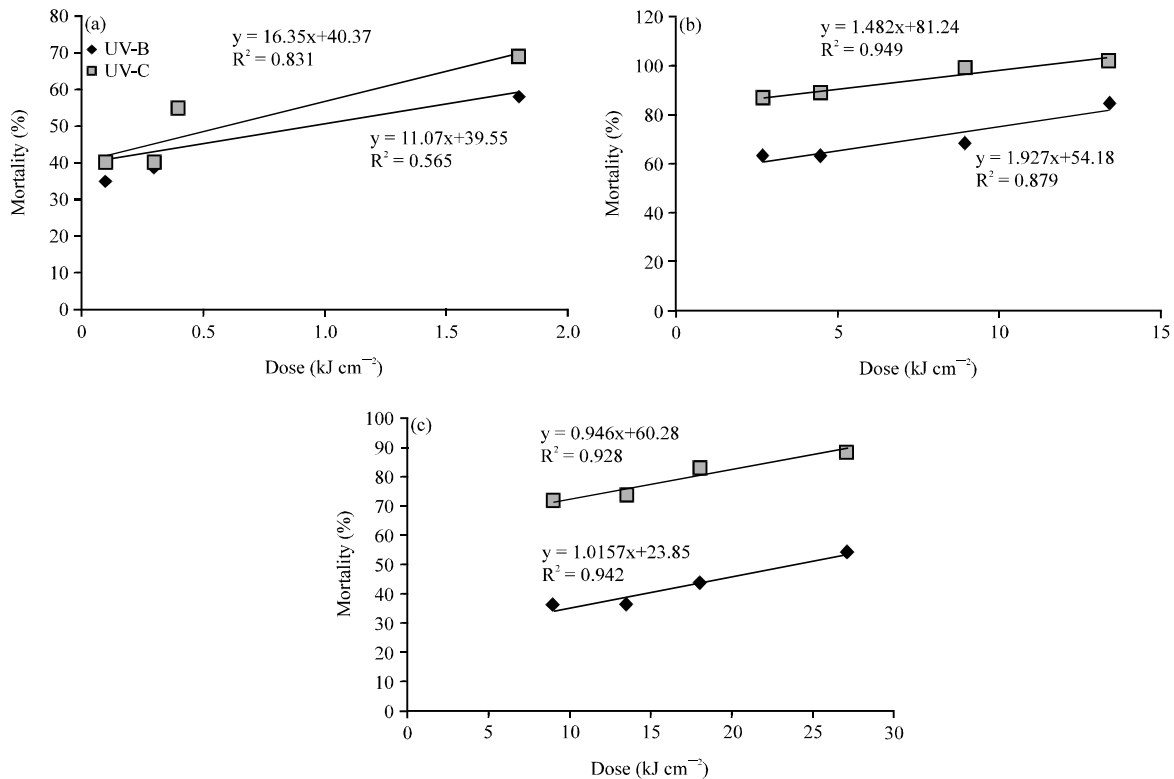 (a)
UV-B
UV-C
y = 16.35x+40.37
R² = 0.831
y = 11.07x+39.55
R² = 0.565
80
70
60
50
40
30
20
10
0
Mortality (%)
0
0.5
1.0
1.5
2.0
Dose (kJ cm⁻²)
(b)
y = 1.482x+81.24
R² = 0.949
y = 1.927x+54.18
R² = 0.879
120
100
80
60
40
20
0
Mortality (%)
0
5
10
15
Dose (kJ cm⁻²)
(c)
y = 0.946x+60.28
R² = 0.928
y = 1.0157x+23.85
R² = 0.942
100
90
80
70
60
50
40
30
20
10
0
Mortality (%)
0
5
10
15
20
25
30
Dose (kJ cm⁻²)